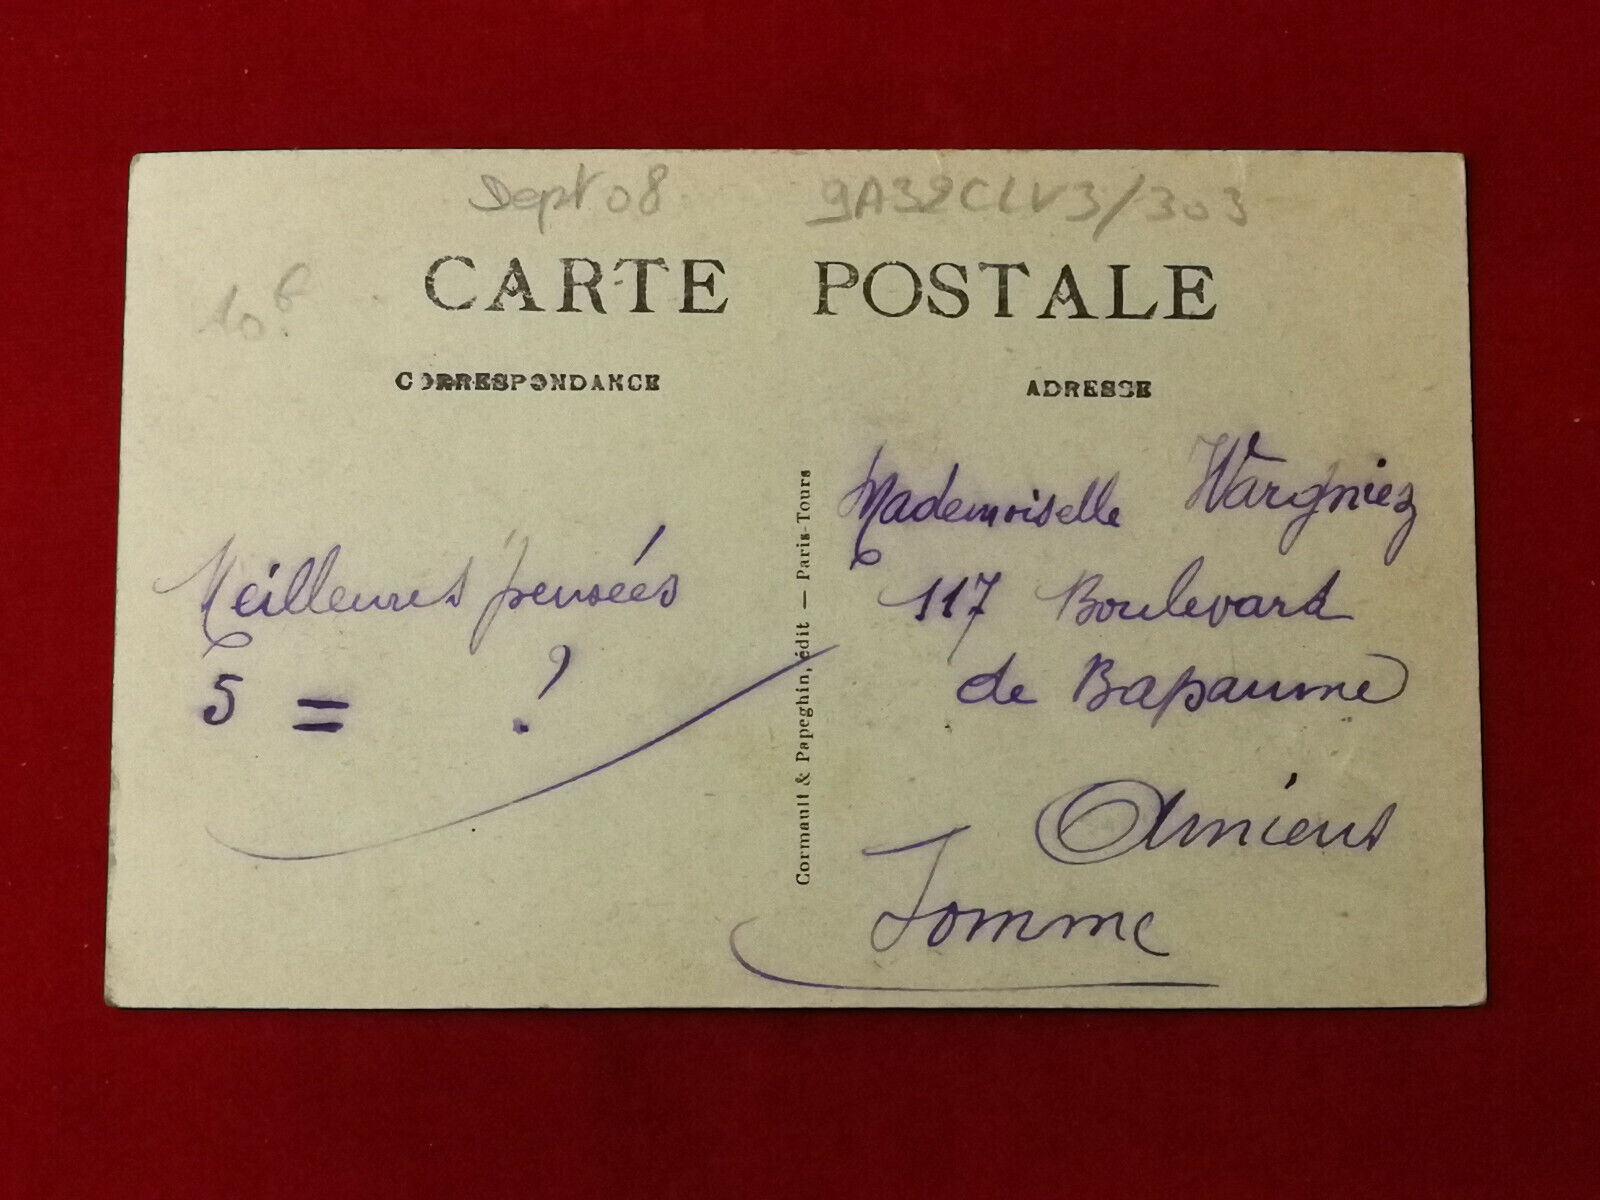 Dept 08 9A32CLV3/303
10 f
CARTE POSTALE
CORRESPONDANCE
ADRESSE
Meilleures pensées
5 = ?
Cormault & Papeghin, édit — Paris-Tours
Mademoiselle Wargniez
117 Boulevard
de Bapaume
Amiens
Somme